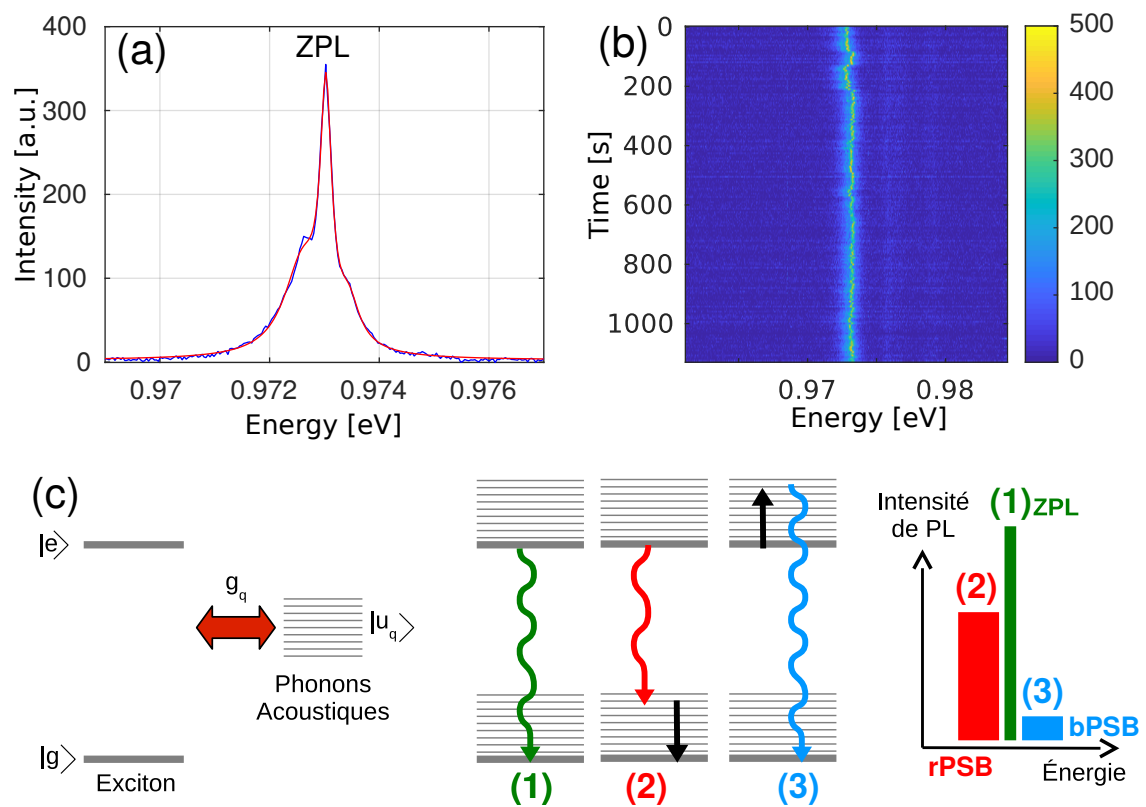 (a)
ZPL
400
300
200
100
0
Intensity [a.u.]
0.97
0.972
0.974
0.976
Energy [eV]
(b)
0
200
400
600
800
1000
Time [s]
0.97
0.98
Energy [eV]
500
400
300
200
100
0
(c)
|e>
g_q
|u_q>
Phonons
Acoustiques
|g>
Exciton
(1)
(2)
(3)
Intensité
de PL
(1) ZPL
(2)
(3)
rPSB
bPSB
Énergie